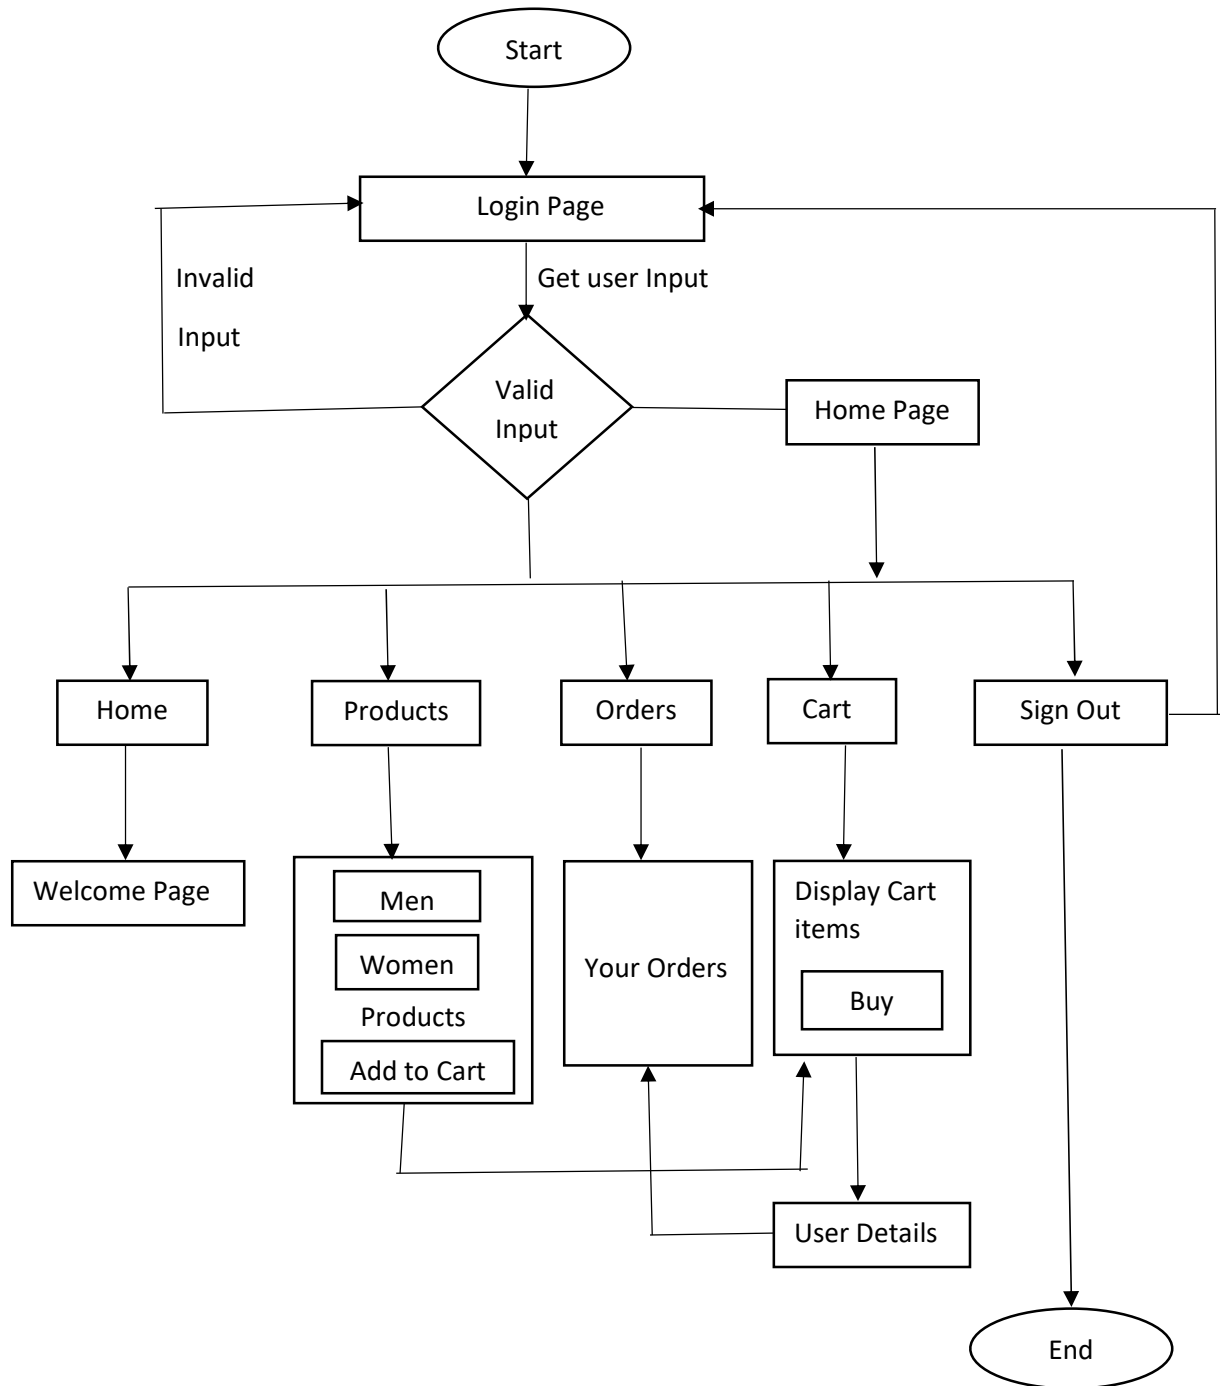 Start
Login Page
Invalid
Input
Get user Input
Valid
Input
Home Page
Home
Products
Orders
Cart
Sign Out
Welcome Page
Men
Women
Products
Add to Cart
Your Orders
Display Cart
items
Buy
User Details
End